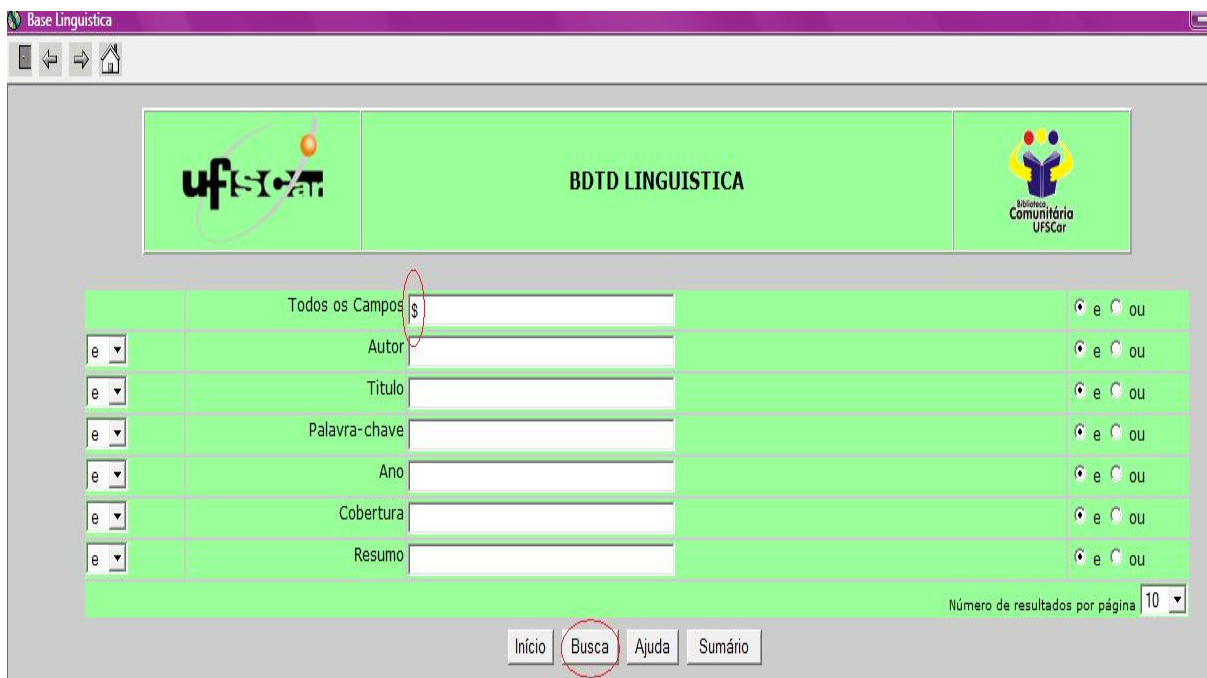 Base Linguistica
ufscar
BDTD LINGUISTICA
Biblioteca
Comunitária
UFSCar
Todos os Campos $ e ou
e Autor e ou
e Titulo e ou
e Palavra-chave e ou
e Ano e ou
e Cobertura e ou
e Resumo e ou
Número de resultados por página 10
Início Busca Ajuda Sumário